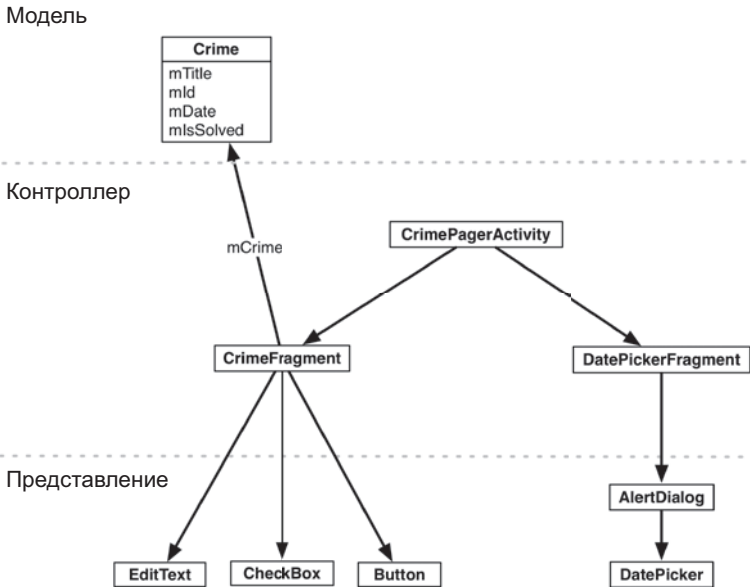 Модель
Crime
mTitle
mId
mDate
mIsSolved
Контроллер
CrimePagerActivity
mCrime
CrimeFragment
DatePickerFragment
Представление
AlertDialog
EditText
CheckBox
Button
DatePicker